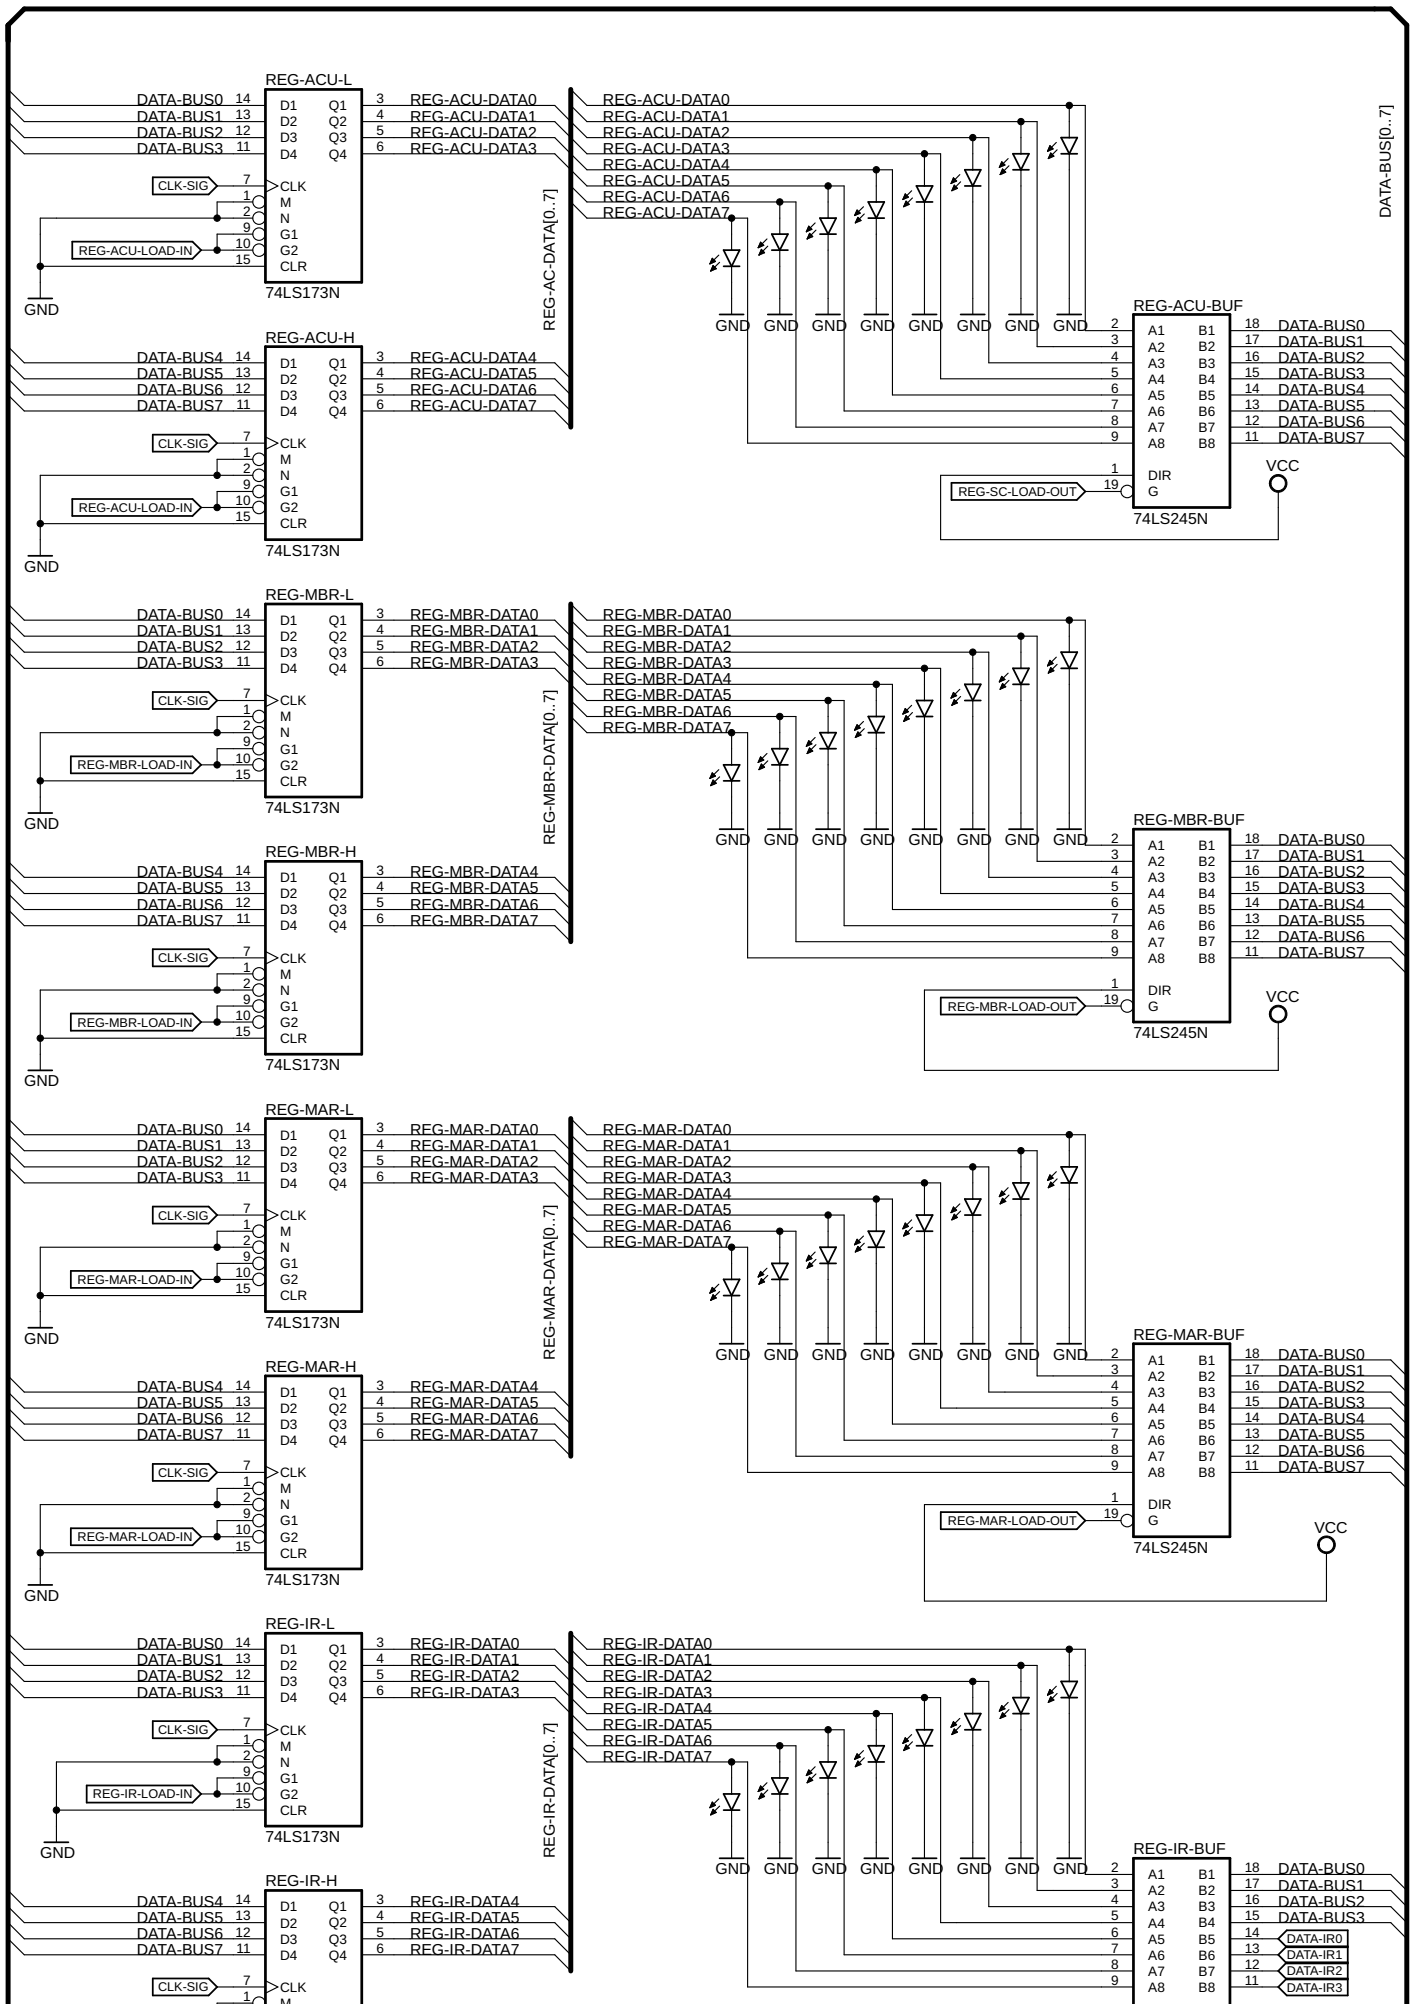 REG-ACU-L
DATA-BUS0 14 D1 Q1 3 REG-ACU-DATA0 REG-ACU-DATA0
DATA-BUS1 13 D2 Q2 4 REG-ACU-DATA1 REG-ACU-DATA1
DATA-BUS2 12 D3 Q3 5 REG-ACU-DATA2 REG-ACU-DATA2
DATA-BUS3 11 D4 Q4 6 REG-ACU-DATA3 REG-ACU-DATA3
REG-ACU-DATA4
REG-ACU-DATA5
REG-ACU-DATA6
REG-ACU-DATA7
DATA-BUS[0..7]
REG-AC-DATA[0..7]
CLK-SIG 7 CLK
1 M
2 N
9 G1
REG-ACU-LOAD-IN 10 G2
15 CLR
74LS173N
GND
GND GND GND GND GND GND GND GND
REG-ACU-BUF
2 A1 B1 18 DATA-BUS0
3 A2 B2 17 DATA-BUS1
4 A3 B3 16 DATA-BUS2
5 A4 B4 15 DATA-BUS3
6 A5 B5 14 DATA-BUS4
7 A6 B6 13 DATA-BUS5
8 A7 B7 12 DATA-BUS6
9 A8 B8 11 DATA-BUS7
1 DIR
REG-SC-LOAD-OUT 19 G
VCC
74LS245N
REG-ACU-H
DATA-BUS4 14 D1 Q1 3 REG-ACU-DATA4
DATA-BUS5 13 D2 Q2 4 REG-ACU-DATA5
DATA-BUS6 12 D3 Q3 5 REG-ACU-DATA6
DATA-BUS7 11 D4 Q4 6 REG-ACU-DATA7
CLK-SIG 7 CLK
1 M
2 N
9 G1
REG-ACU-LOAD-IN 10 G2
15 CLR
74LS173N
GND
REG-MBR-L
DATA-BUS0 14 D1 Q1 3 REG-MBR-DATA0 REG-MBR-DATA0
DATA-BUS1 13 D2 Q2 4 REG-MBR-DATA1 REG-MBR-DATA1
DATA-BUS2 12 D3 Q3 5 REG-MBR-DATA2 REG-MBR-DATA2
DATA-BUS3 11 D4 Q4 6 REG-MBR-DATA3 REG-MBR-DATA3
REG-MBR-DATA4
REG-MBR-DATA5
REG-MBR-DATA6
REG-MBR-DATA7
REG-MBR-DATA[0..7]
CLK-SIG 7 CLK
1 M
2 N
9 G1
REG-MBR-LOAD-IN 10 G2
15 CLR
74LS173N
GND
GND GND GND GND GND GND GND GND
REG-MBR-BUF
2 A1 B1 18 DATA-BUS0
3 A2 B2 17 DATA-BUS1
4 A3 B3 16 DATA-BUS2
5 A4 B4 15 DATA-BUS3
6 A5 B5 14 DATA-BUS4
7 A6 B6 13 DATA-BUS5
8 A7 B7 12 DATA-BUS6
9 A8 B8 11 DATA-BUS7
1 DIR
REG-MBR-LOAD-OUT 19 G
VCC
74LS245N
REG-MBR-H
DATA-BUS4 14 D1 Q1 3 REG-MBR-DATA4
DATA-BUS5 13 D2 Q2 4 REG-MBR-DATA5
DATA-BUS6 12 D3 Q3 5 REG-MBR-DATA6
DATA-BUS7 11 D4 Q4 6 REG-MBR-DATA7
CLK-SIG 7 CLK
1 M
2 N
9 G1
REG-MBR-LOAD-IN 10 G2
15 CLR
74LS173N
GND
REG-MAR-L
DATA-BUS0 14 D1 Q1 3 REG-MAR-DATA0 REG-MAR-DATA0
DATA-BUS1 13 D2 Q2 4 REG-MAR-DATA1 REG-MAR-DATA1
DATA-BUS2 12 D3 Q3 5 REG-MAR-DATA2 REG-MAR-DATA2
DATA-BUS3 11 D4 Q4 6 REG-MAR-DATA3 REG-MAR-DATA3
REG-MAR-DATA4
REG-MAR-DATA5
REG-MAR-DATA6
REG-MAR-DATA7
REG-MAR-DATA[0..7]
CLK-SIG 7 CLK
1 M
2 N
9 G1
REG-MAR-LOAD-IN 10 G2
15 CLR
74LS173N
GND
GND GND GND GND GND GND GND GND
REG-MAR-BUF
2 A1 B1 18 DATA-BUS0
3 A2 B2 17 DATA-BUS1
4 A3 B3 16 DATA-BUS2
5 A4 B4 15 DATA-BUS3
6 A5 B5 14 DATA-BUS4
7 A6 B6 13 DATA-BUS5
8 A7 B7 12 DATA-BUS6
9 A8 B8 11 DATA-BUS7
1 DIR
REG-MAR-LOAD-OUT 19 G
VCC
74LS245N
REG-MAR-H
DATA-BUS4 14 D1 Q1 3 REG-MAR-DATA4
DATA-BUS5 13 D2 Q2 4 REG-MAR-DATA5
DATA-BUS6 12 D3 Q3 5 REG-MAR-DATA6
DATA-BUS7 11 D4 Q4 6 REG-MAR-DATA7
CLK-SIG 7 CLK
1 M
2 N
9 G1
REG-MAR-LOAD-IN 10 G2
15 CLR
74LS173N
GND
REG-IR-L
DATA-BUS0 14 D1 Q1 3 REG-IR-DATA0 REG-IR-DATA0
DATA-BUS1 13 D2 Q2 4 REG-IR-DATA1 REG-IR-DATA1
DATA-BUS2 12 D3 Q3 5 REG-IR-DATA2 REG-IR-DATA2
DATA-BUS3 11 D4 Q4 6 REG-IR-DATA3 REG-IR-DATA3
REG-IR-DATA4
REG-IR-DATA5
REG-IR-DATA6
REG-IR-DATA7
REG-IR-DATA[0..7]
CLK-SIG 7 CLK
1 M
2 N
9 G1
REG-IR-LOAD-IN 10 G2
15 CLR
74LS173N
GND
GND GND GND GND GND GND GND GND
REG-IR-BUF
2 A1 B1 18 DATA-BUS0
3 A2 B2 17 DATA-BUS1
4 A3 B3 16 DATA-BUS2
5 A4 B4 15 DATA-BUS3
6 A5 B5 14 DATA-IR0
7 A6 B6 13 DATA-IR1
8 A7 B7 12 DATA-IR2
9 A8 B8 11 DATA-IR3
REG-IR-H
DATA-BUS4 14 D1 Q1 3 REG-IR-DATA4
DATA-BUS5 13 D2 Q2 4 REG-IR-DATA5
DATA-BUS6 12 D3 Q3 5 REG-IR-DATA6
DATA-BUS7 11 D4 Q4 6 REG-IR-DATA7
CLK-SIG 7 CLK
1 M